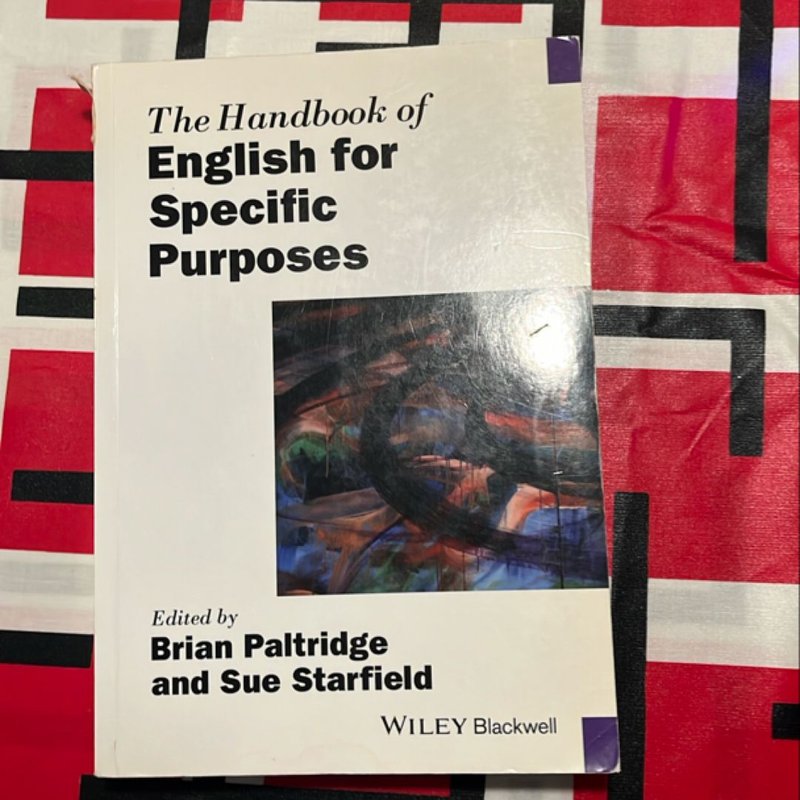 The Handbook of
English for
Specific
Purposes
Edited by
Brian Paltridge
and Sue Starfield
WILEY Blackwell